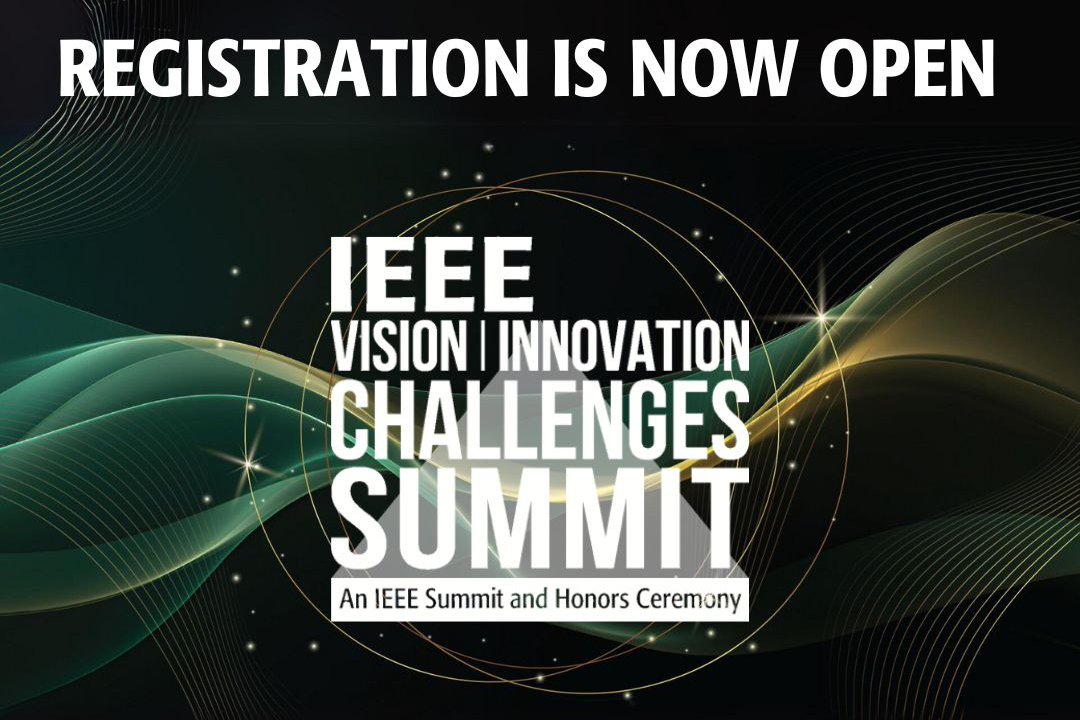 REGISTRATION IS NOW OPEN
IEEE
VISION | INNOVATION
CHALLENGES
SUMMIT
An IEEE Summit and Honors Ceremony